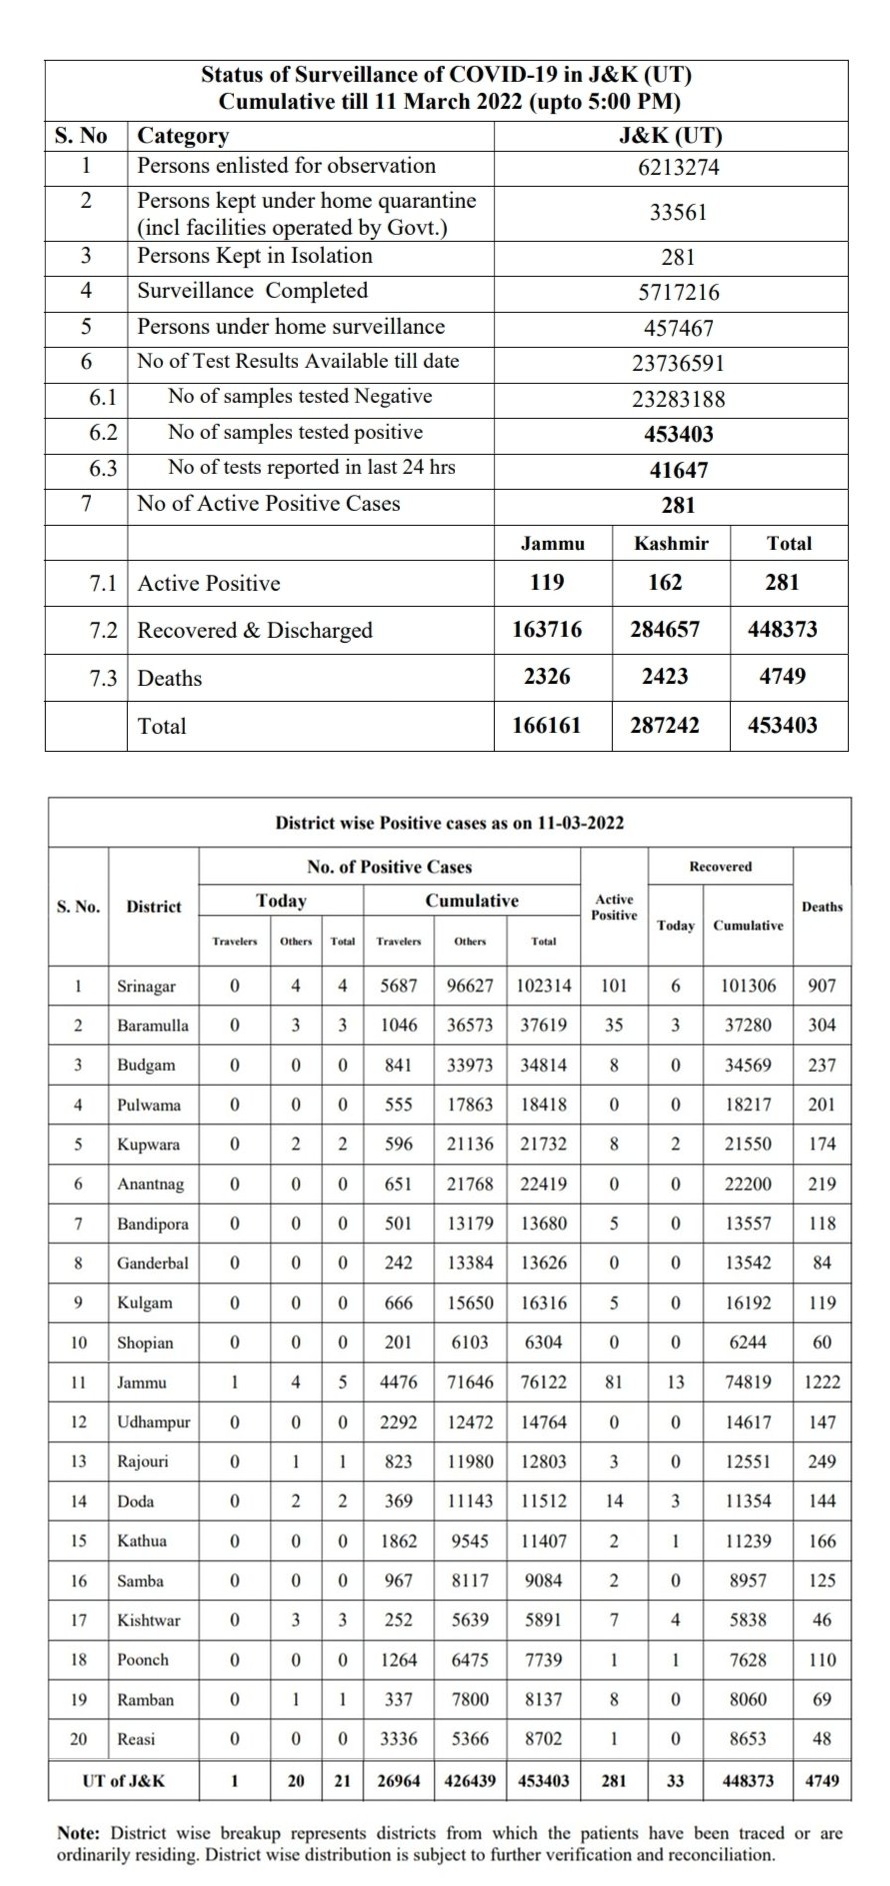 Status of Surveillance of COVID-19 in J&K (UT)
Cumulative till 11 March 2022 (upto 5:00 PM)
S. No Category J&K (UT)
1 Persons enlisted for observation 6213274
2 Persons kept under home quarantine (incl facilities operated by Govt.) 33561
3 Persons Kept in Isolation 281
4 Surveillance Completed 5717216
5 Persons under home surveillance 457467
6 No of Test Results Available till date 23736591
6.1 No of samples tested Negative 23283188
6.2 No of samples tested positive 453403
6.3 No of tests reported in last 24 hrs 41647
7 No of Active Positive Cases 281
Jammu Kashmir Total
7.1 Active Positive 119 162 281
7.2 Recovered & Discharged 163716 284657 448373
7.3 Deaths 2326 2423 4749
Total 166161 287242 453403
District wise Positive cases as on 11-03-2022
S. No. District No. of Positive Cases Active Positive Recovered Deaths
Today Cumulative Today Cumulative
Travelers Others Total Travelers Others Total
1 Srinagar 0 4 4 5687 96627 102314 101 6 101306 907
2 Baramulla 0 3 3 1046 36573 37619 35 3 37280 304
3 Budgam 0 0 0 841 33973 34814 8 0 34569 237
4 Pulwama 0 0 0 555 17863 18418 0 0 18217 201
5 Kupwara 0 2 2 596 21136 21732 8 2 21550 174
6 Anantnag 0 0 0 651 21768 22419 0 0 22200 219
7 Bandipora 0 0 0 501 13179 13680 5 0 13557 118
8 Ganderbal 0 0 0 242 13384 13626 0 0 13542 84
9 Kulgam 0 0 0 666 15650 16316 5 0 16192 119
10 Shopian 0 0 0 201 6103 6304 0 0 6244 60
11 Jammu 1 4 5 4476 71646 76122 81 13 74819 1222
12 Udhampur 0 0 0 2292 12472 14764 0 0 14617 147
13 Rajouri 0 1 1 823 11980 12803 3 0 12551 249
14 Doda 0 2 2 369 11143 11512 14 3 11354 144
15 Kathua 0 0 0 1862 9545 11407 2 1 11239 166
16 Samba 0 0 0 967 8117 9084 2 0 8957 125
17 Kishtwar 0 3 3 252 5639 5891 7 4 5838 46
18 Poonch 0 0 0 1264 6475 7739 1 1 7628 110
19 Ramban 0 1 1 337 7800 8137 8 0 8060 69
20 Reasi 0 0 0 3336 5366 8702 1 0 8653 48
UT of J&K 1 20 21 26964 426439 453403 281 33 448373 4749
Note: District wise breakup represents districts from which the patients have been traced or are
ordinarily residing. District wise distribution is subject to further verification and reconciliation.